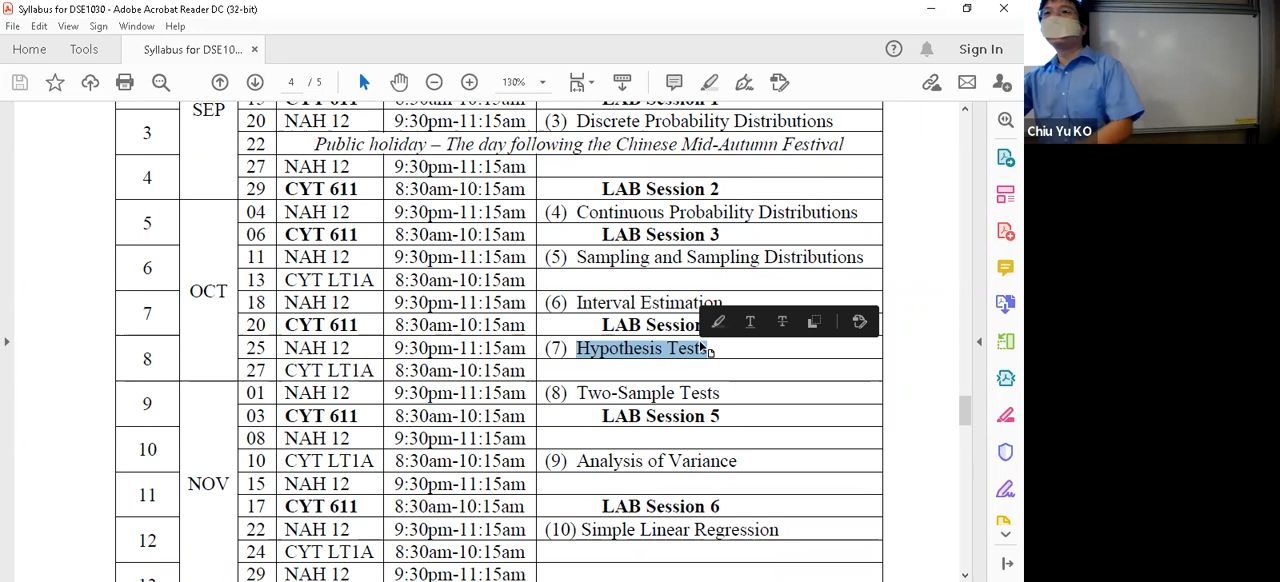 Syllabus for DSE1030 - Adobe Acrobat Reader DC (32-bit)
File Edit View Sign Window Help
Home Tools Syllabus for DSE10... × Sign In
4 / 5 130%
SEP
CYT 611 8:30am-10:15am LAB Session 1
3 20 NAH 12 9:30pm-11:15am (3) Discrete Probability Distributions
22 Public holiday – The day following the Chinese Mid-Autumn Festival
4 27 NAH 12 9:30pm-11:15am
29 CYT 611 8:30am-10:15am LAB Session 2
5 04 NAH 12 9:30pm-11:15am (4) Continuous Probability Distributions
06 CYT 611 8:30am-10:15am LAB Session 3
6 11 NAH 12 9:30pm-11:15am (5) Sampling and Sampling Distributions
OCT 13 CYT LT1A 8:30am-10:15am
7 18 NAH 12 9:30pm-11:15am (6) Interval Estimation
20 CYT 611 8:30am-10:15am LAB Session
8 25 NAH 12 9:30pm-11:15am (7) Hypothesis Tests
27 CYT LT1A 8:30am-10:15am
9 01 NAH 12 9:30pm-11:15am (8) Two-Sample Tests
03 CYT 611 8:30am-10:15am LAB Session 5
10 08 NAH 12 9:30pm-11:15am
10 CYT LT1A 8:30am-10:15am (9) Analysis of Variance
NOV
11 15 NAH 12 9:30pm-11:15am
17 CYT 611 8:30am-10:15am LAB Session 6
12 22 NAH 12 9:30pm-11:15am (10) Simple Linear Regression
24 CYT LT1A 8:30am-10:15am
29 NAH 12 9:30pm-11:15am
Chiu Yu KO